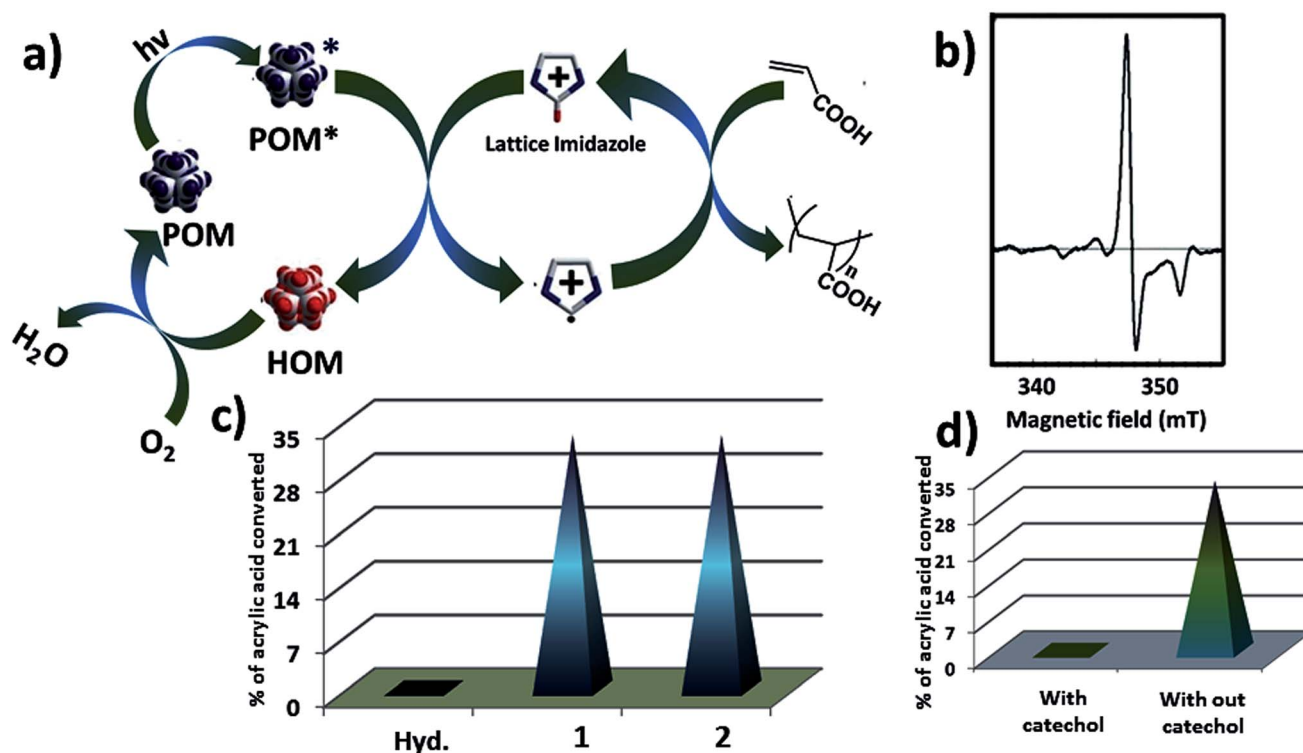 a)
hν
*
POM*
POM
HOM
H2O
O2
+
Lattice Imidazole
+
COOH
n
COOH
b)
340 350
Magnetic field (mT)
c)
% of acrylic acid converted
35
28
21
14
7
0
Hyd. 1 2
d)
% of acrylic acid converted
35
28
21
14
7
0
With
catechol
With out
catechol